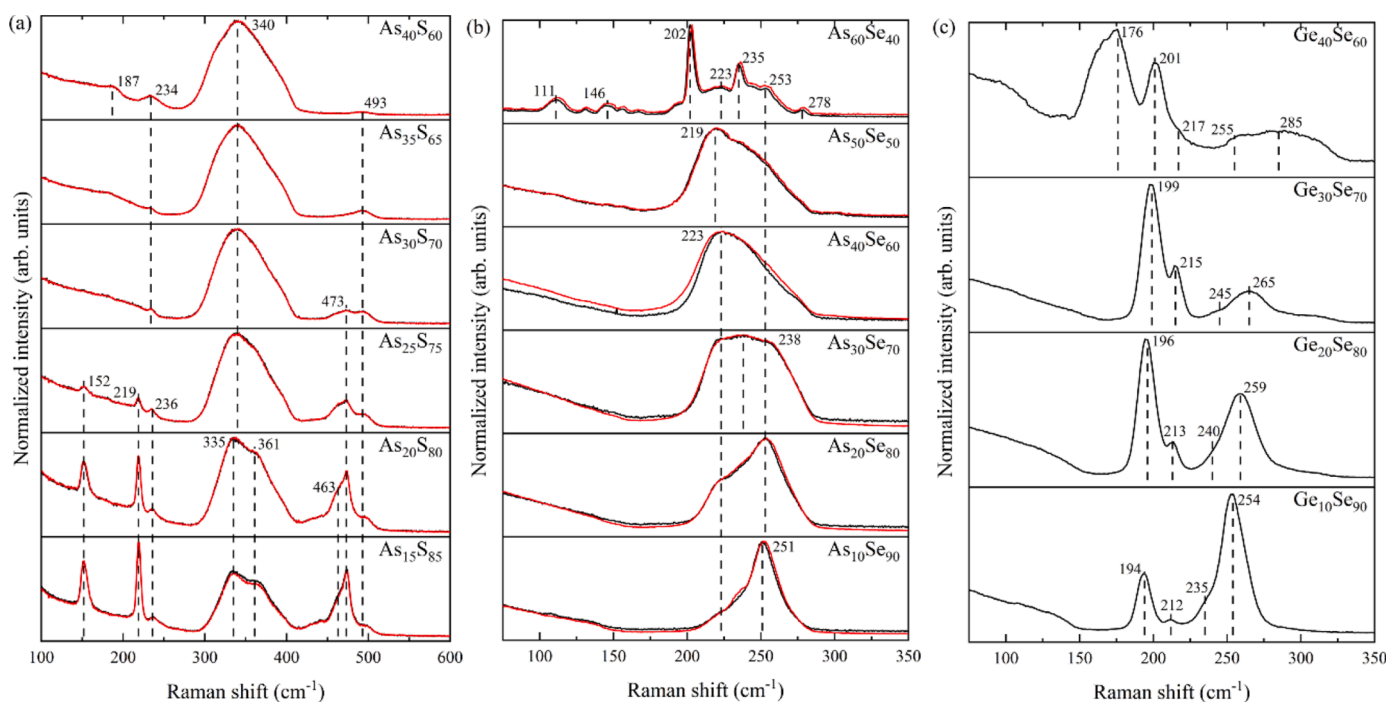 (a)
Normalized intensity (arb. units)
As₄₀S₆₀
187
234
340
493
As₃₅S₆₅
As₃₀S₇₀
473
As₂₅S₇₅
152
219
236
As₂₀S₈₀
335
361
463
As₁₅S₈₅
100 200 300 400 500 600
Raman shift (cm⁻¹)
(b)
Normalized intensity (arb. units)
As₆₀Se₄₀
111
146
202
223
235
253
278
As₅₀Se₅₀
219
As₄₀Se₆₀
223
As₃₀Se₇₀
238
As₂₀Se₈₀
As₁₀Se₉₀
251
100 150 200 250 300 350
Raman shift (cm⁻¹)
(c)
Normalized intensity (arb. units)
Ge₄₀Se₆₀
176
201
217
255
285
Ge₃₀Se₇₀
199
215
245
265
Ge₂₀Se₈₀
196
213
240
259
Ge₁₀Se₉₀
194
212
235
254
100 150 200 250 300 350
Raman shift (cm⁻¹)